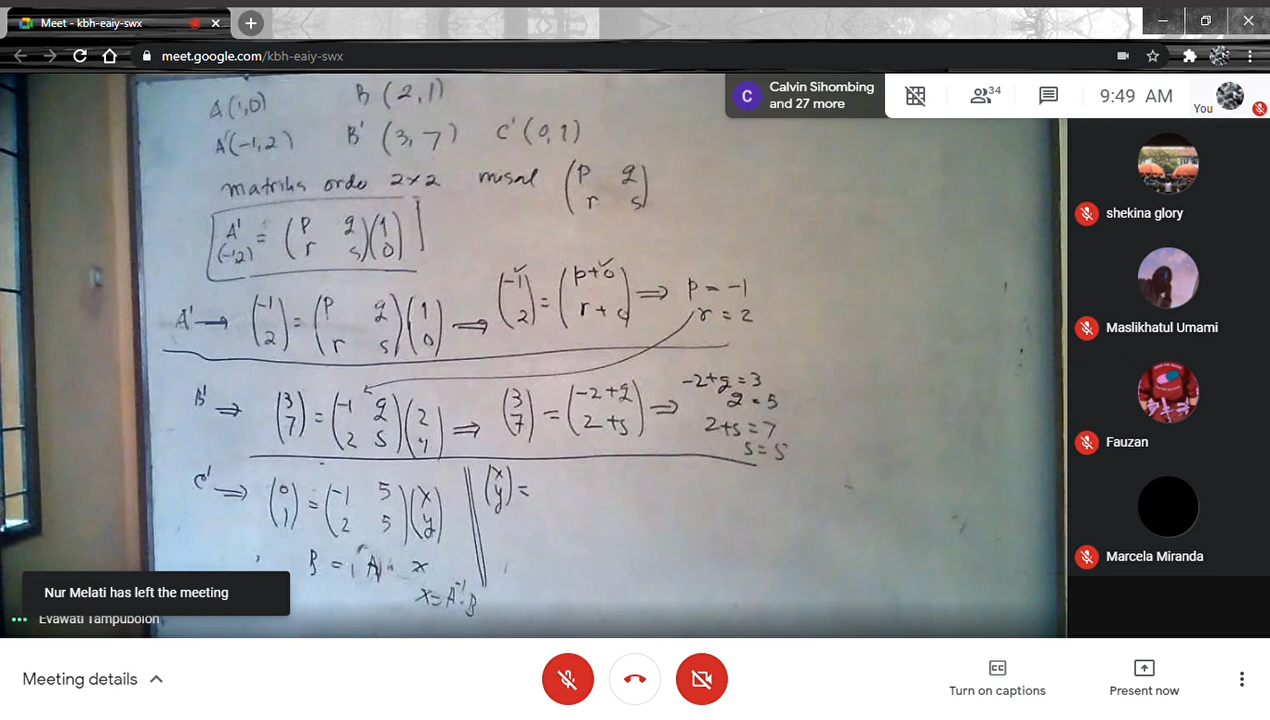 Meet - kbh-eaiy-swx
meet.google.com/kbh-eaiy-swx
Calvin Sihombing
and 27 more
C
34
9:49 AM
You
A(1,0) B(2,1)
A'(-1,2) B'(3,7) C'(0,1)
matriks ordo 2x2 misal (p q
r s)
A'
(-1,2) = (p q
r s)(1
0)
A' → (-1
2) = (p q
r s)(1
0) ⇒ (-1
2) = (p+0
r+0) ⇒ p = -1
r = 2
B' ⇒ (3
7) = (-1 q
2 s)(2
1) ⇒ (3
7) = (-2+q
2+s) ⇒ -2+q=3
q=5
2+s=7
s=5
C' ⇒ (0
1) = (-1 5
2 5)(x
y) (x
y) =
B = A x
x=A⁻¹.B
shekina glory
Maslikhatul Umami
Fauzan
Marcela Miranda
Nur Melati has left the meeting
Evawati Tampubolon
Meeting details
Turn on captions
Present now